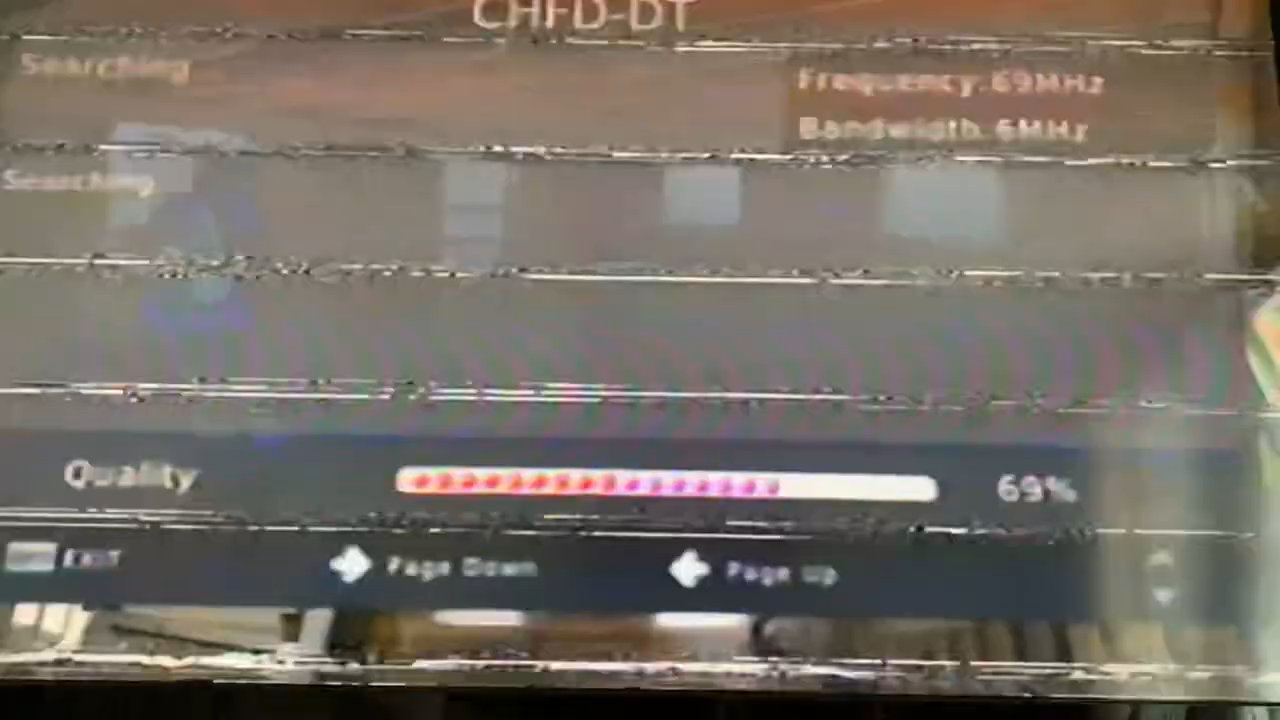 CHFD-DT
Searching
Frequency 69MHz
Bandwidth 6MHz
Searching
Quality 69%
EXIT Page Down Page Up